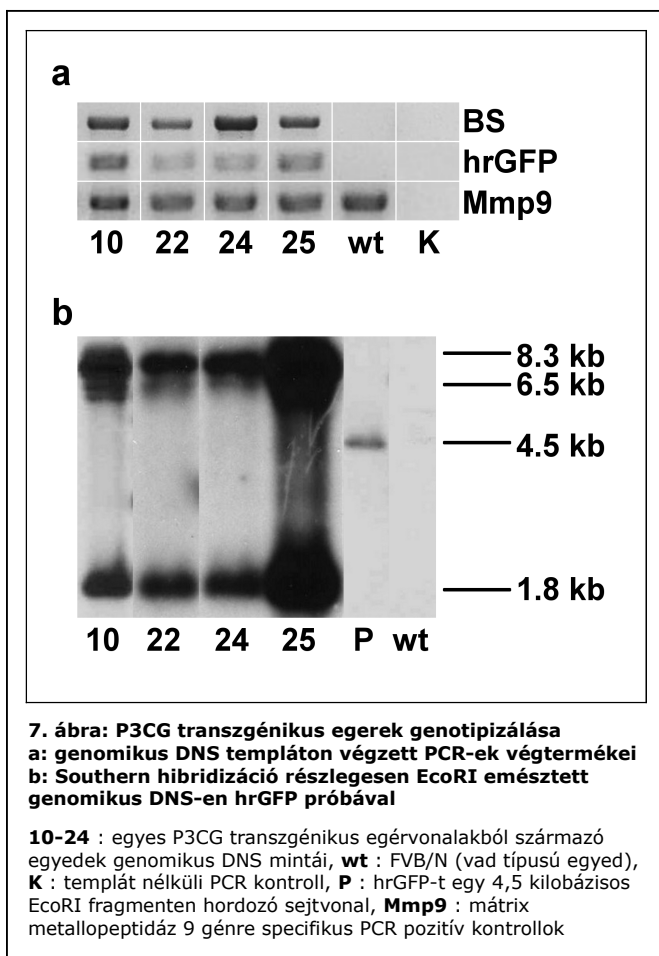 a
BS
hrGFP
Mmp9
10 22 24 25 wt K
b
8.3 kb
6.5 kb
4.5 kb
1.8 kb
10 22 24 25 P wt
7. ábra: P3CG transzgénikus egerek genotipizálása
a: genomikus DNS templáton végzett PCR-ek végtermékei
b: Southern hibridizáció részlegesen EcoRI emésztett
genomikus DNS-en hrGFP próbával
10-24 : egyes P3CG transzgénikus egérvonalakból származó
egyedek genomikus DNS mintái, wt : FVB/N (vad típusú egyed),
K : templát nélküli PCR kontroll, P : hrGFP-t egy 4,5 kilobázisos
EcoRI fragmenten hordozó sejtvonal, Mmp9 : mátrix
metallopeptidáz 9 génre specifikus PCR pozitív kontrollok